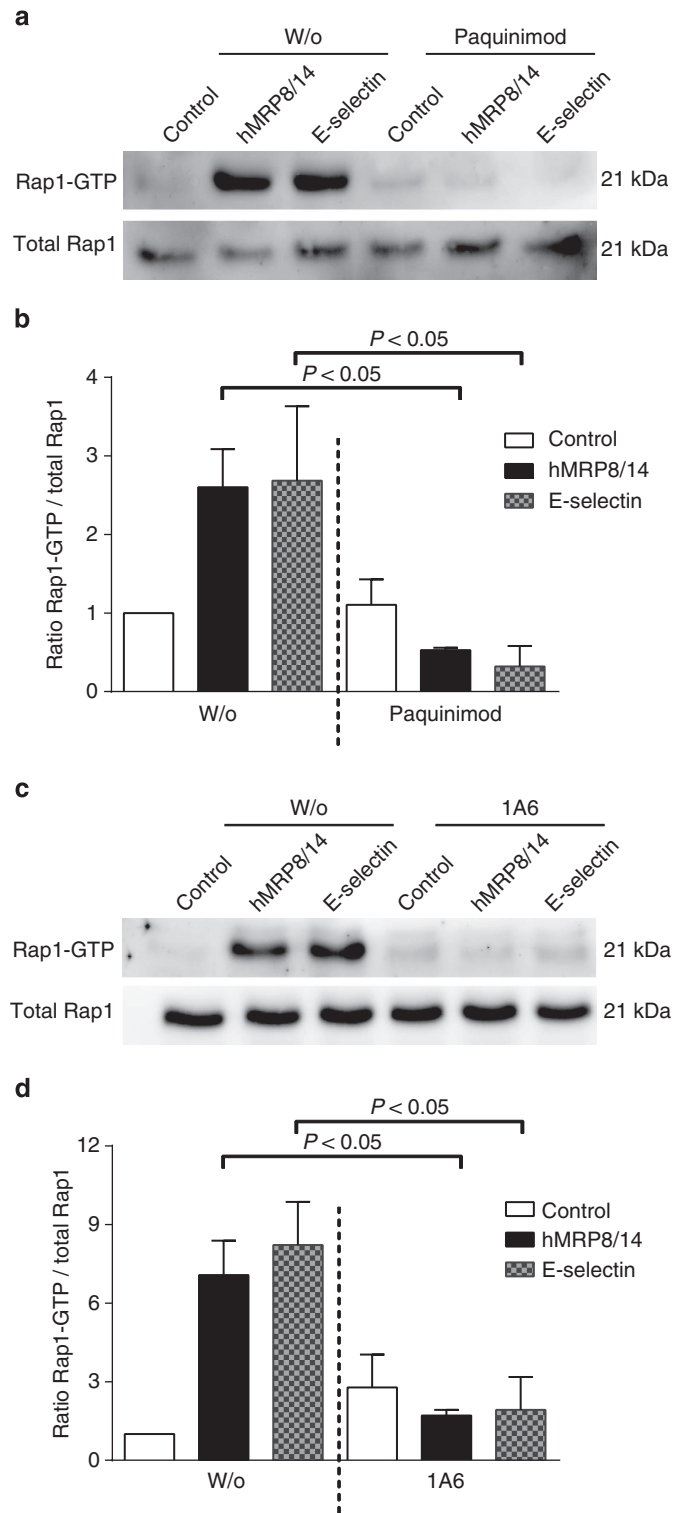 a
W/o Paquinimod
Control hMRP8/14 E-selectin Control hMRP8/14 E-selectin
Rap1-GTP 21 kDa
Total Rap1 21 kDa
b
P < 0.05
P < 0.05
Ratio Rap1-GTP / total Rap1
4
3
2
1
0
Control
hMRP8/14
E-selectin
W/o Paquinimod
c
W/o 1A6
Control hMRP8/14 E-selectin Control hMRP8/14 E-selectin
Rap1-GTP 21 kDa
Total Rap1 21 kDa
d
P < 0.05
P < 0.05
Ratio Rap1-GTP / total Rap1
12
9
6
3
0
Control
hMRP8/14
E-selectin
W/o 1A6